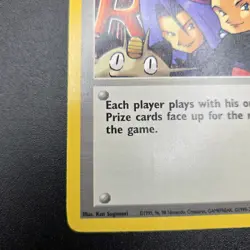 R
Each player plays with his o
Prize cards face up for the r
the game.
Illus. Ken Sugimori